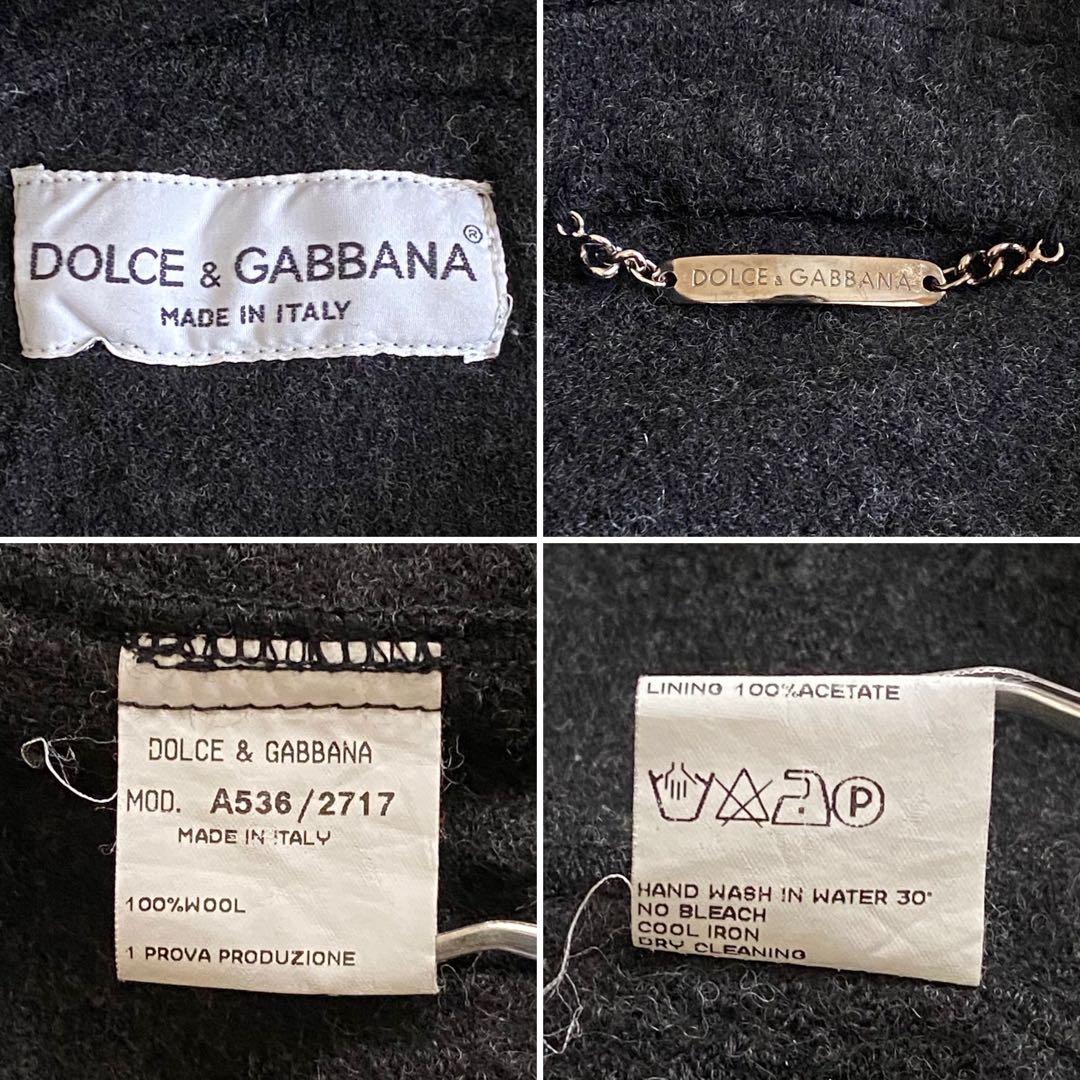 DOLCE & GABBANA®
MADE IN ITALY
DOLCE & GABBANA
DOLCE & GABBANA
MOD. A536/2717
MADE IN ITALY
100%WOOL
1 PROVA PRODUZIONE
LINING 100%ACETATE
P
HAND WASH IN WATER 30°
NO BLEACH
COOL IRON
DRY CLEANING